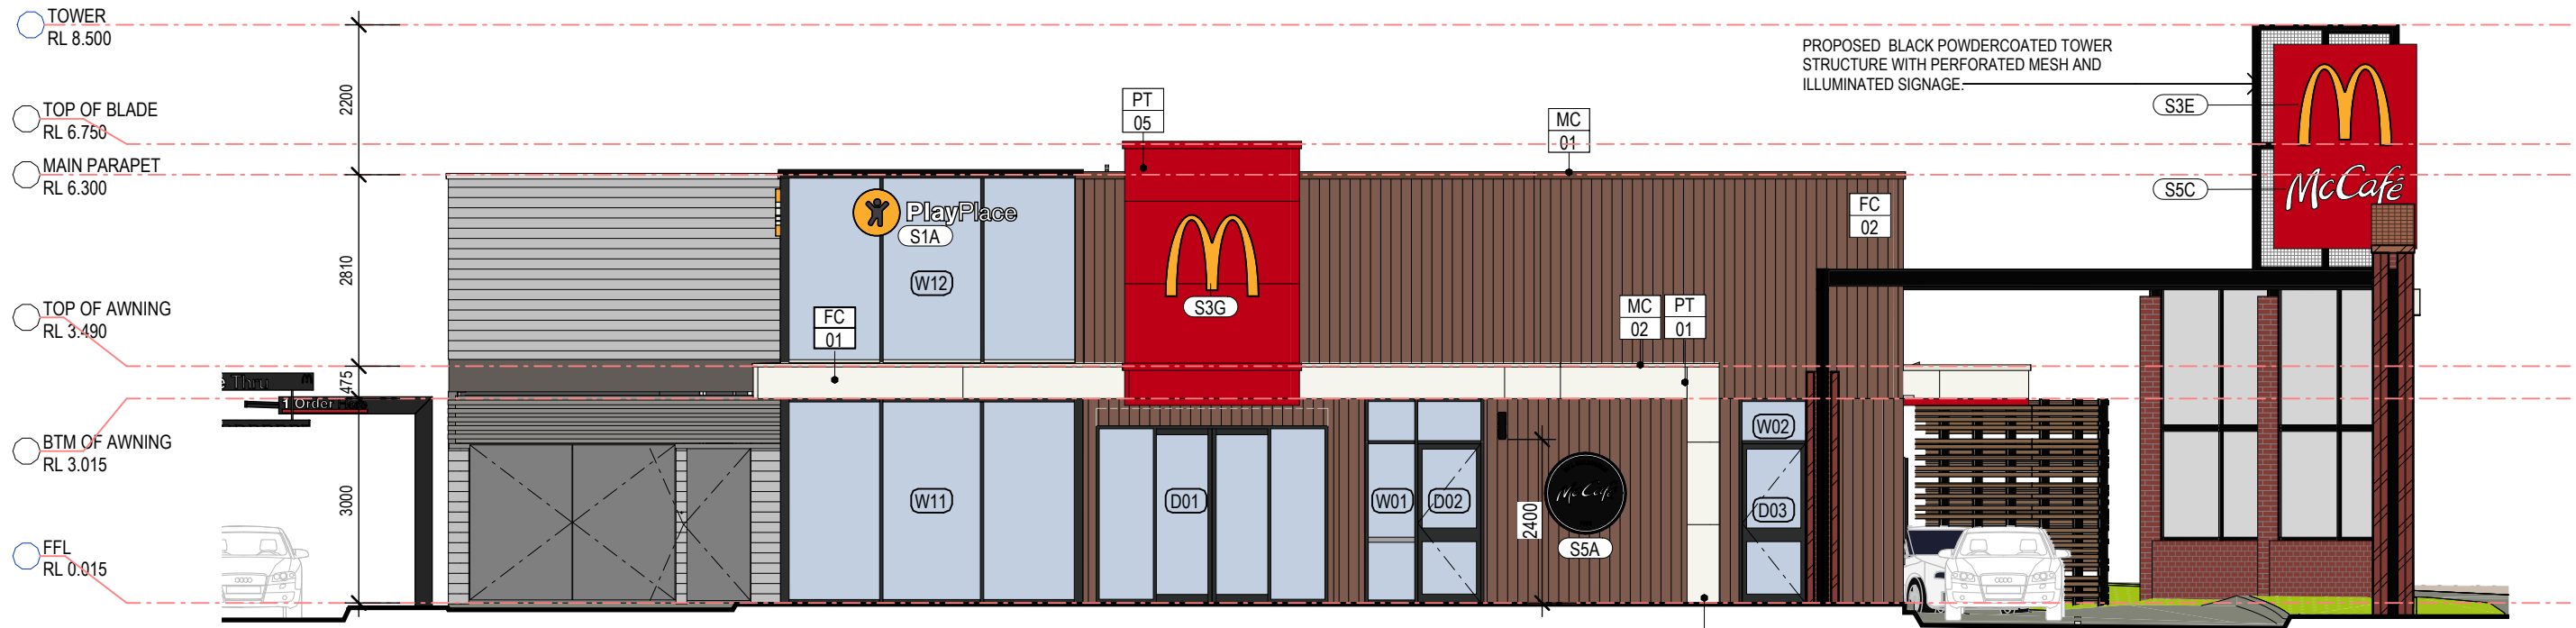 TOWER
RL 8.500
TOP OF BLADE
RL 6.750
MAIN PARAPET
RL 6.300
TOP OF AWNING
RL 3.490
BTM OF AWNING
RL 3.015
FFL
RL 0.015
2200
2810
475
3000
Thru
1 Order
PlayPlace
S1A
W12
FC
01
W11
PT
05
S3G
D01
MC
01
W01
D02
2400
McCafé
S5A
MC
02
PT
01
W02
D03
FC
02
PROPOSED BLACK POWDERCOATED TOWER
STRUCTURE WITH PERFORATED MESH AND
ILLUMINATED SIGNAGE.
S3E
S5C
McCafé